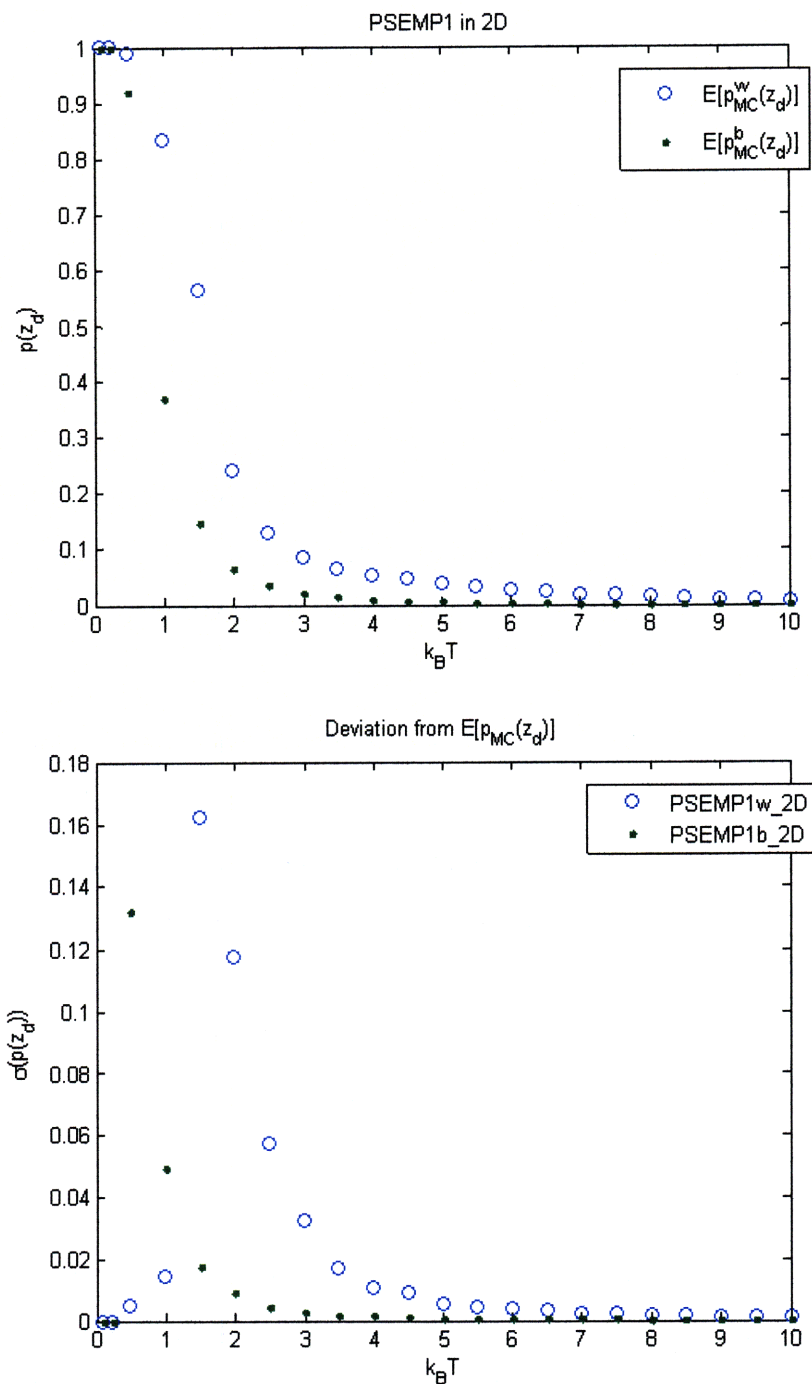 PSEMP1 in 2D
1
0.9
0.8
0.7
0.6
0.5
0.4
0.3
0.2
0.1
0
p(z_d)
E[p_MC^w(z_d)]
E[p_MC^b(z_d)]
0 1 2 3 4 5 6 7 8 9 10
k_BT
Deviation from E[p_MC(z_d)]
0.18
0.16
0.14
0.12
0.1
0.08
0.06
0.04
0.02
0
σ(p(z_d))
PSEMP1w_2D
PSEMP1b_2D
0 1 2 3 4 5 6 7 8 9 10
k_BT